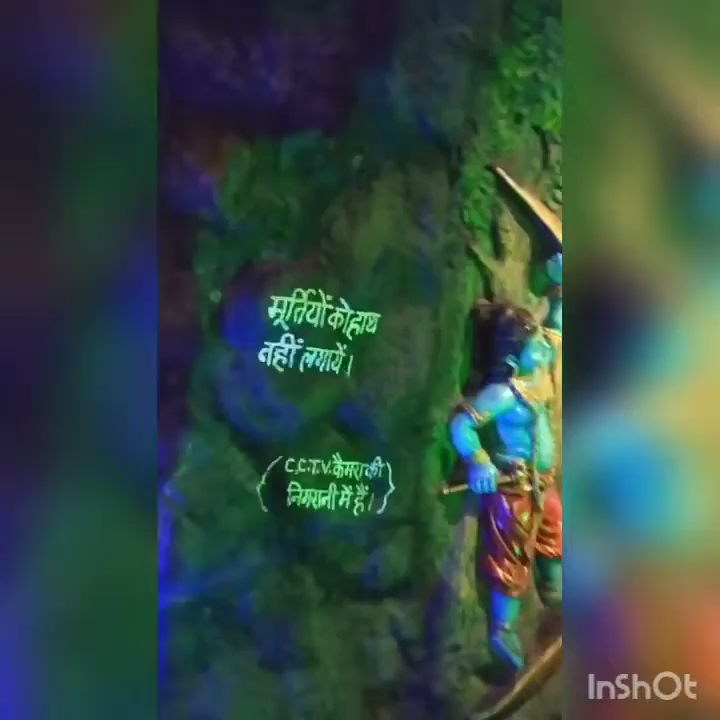 मूर्तियों को हाथ
नहीं लगायें।
(C.C.T.V. कैमरा की
निगरानी में हैं।)
InShOt